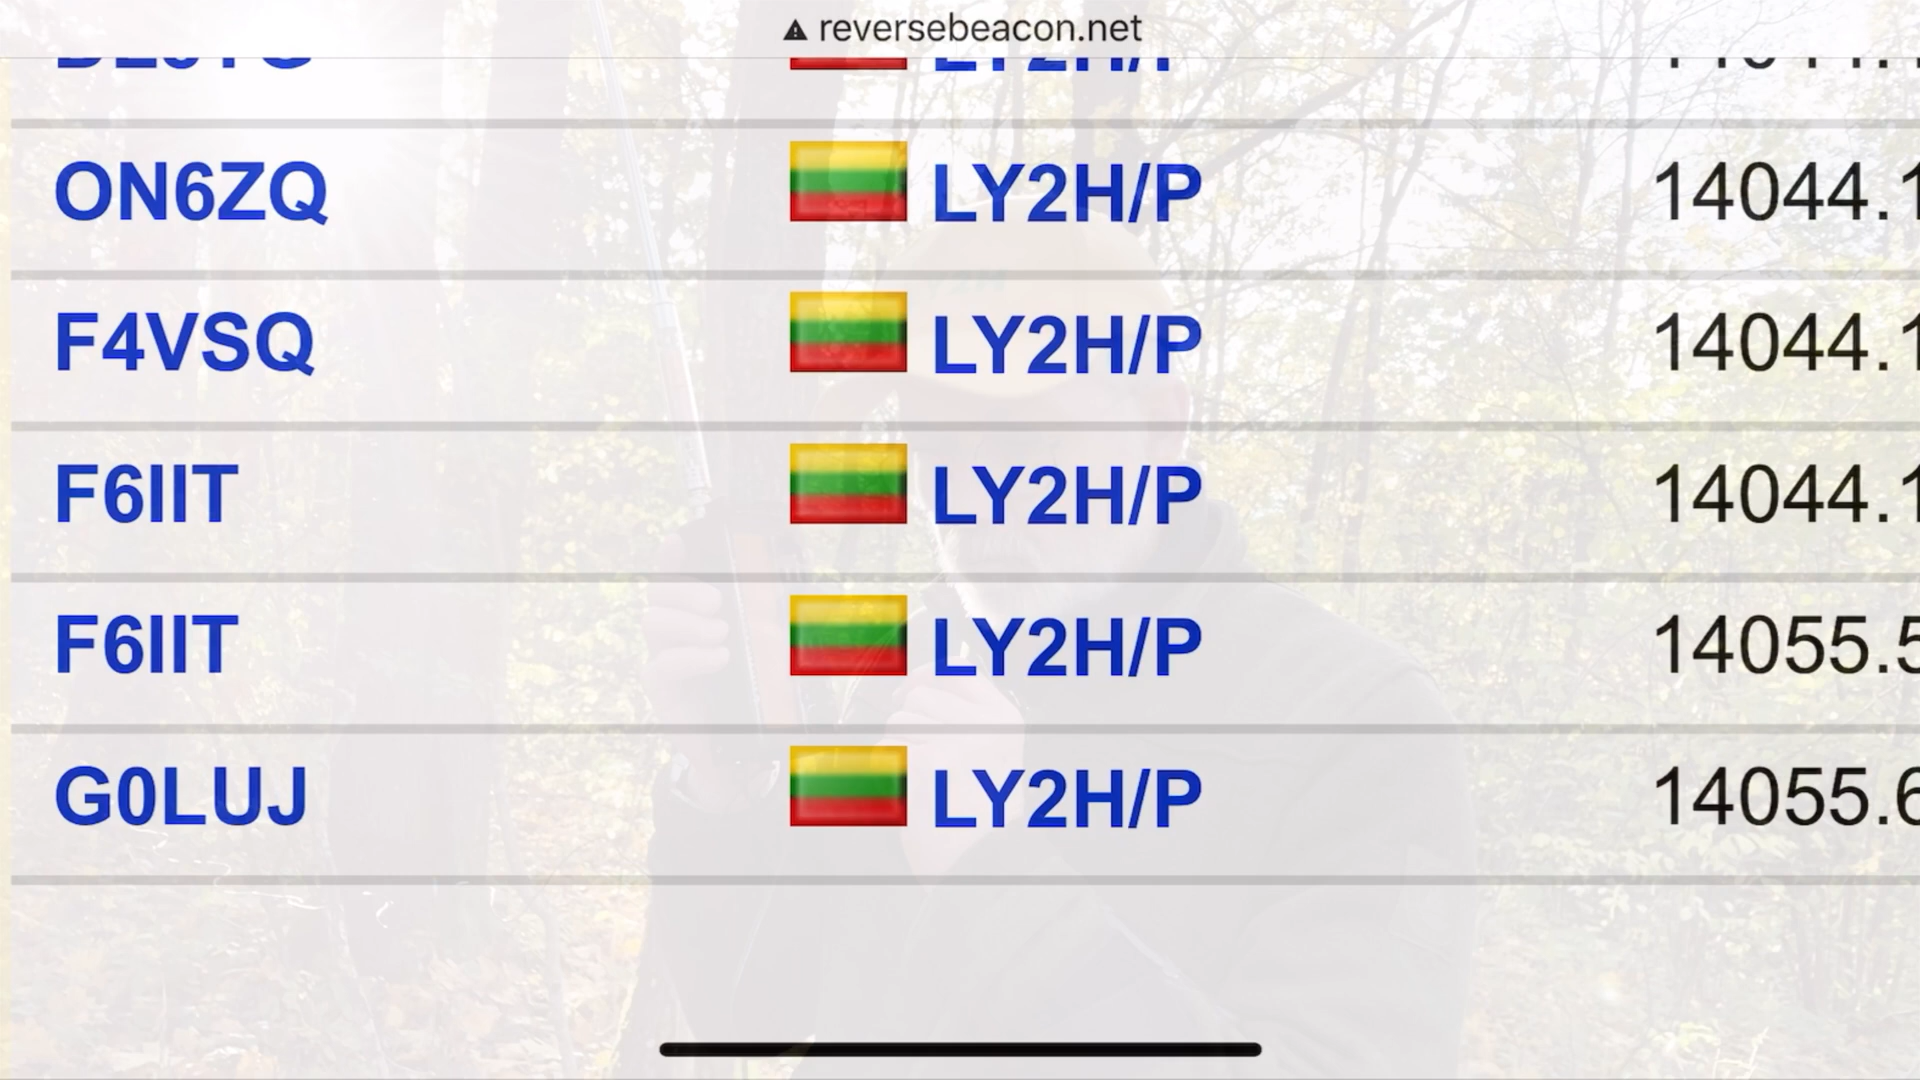 reversebeacon.net
ON6ZQ LY2H/P 14044.1
F4VSQ LY2H/P 14044.1
F6IIT LY2H/P 14044.1
F6IIT LY2H/P 14055.5
G0LUJ LY2H/P 14055.6